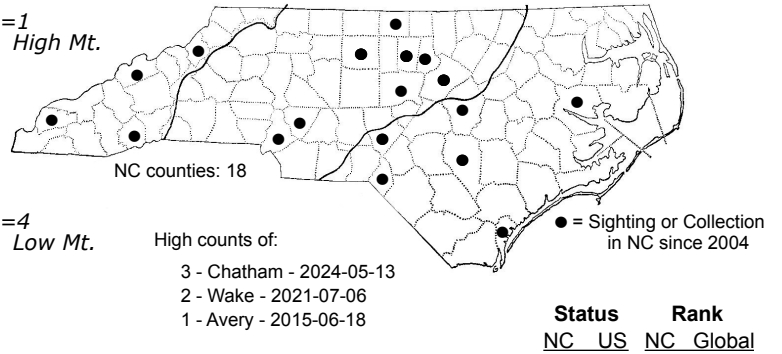 =1
High Mt.
NC counties: 18
=4
Low Mt.
High counts of:
3 - Chatham - 2024-05-13
2 - Wake - 2021-07-06
1 - Avery - 2015-06-18
● = Sighting or Collection
in NC since 2004
Status Rank
NC US NC Global